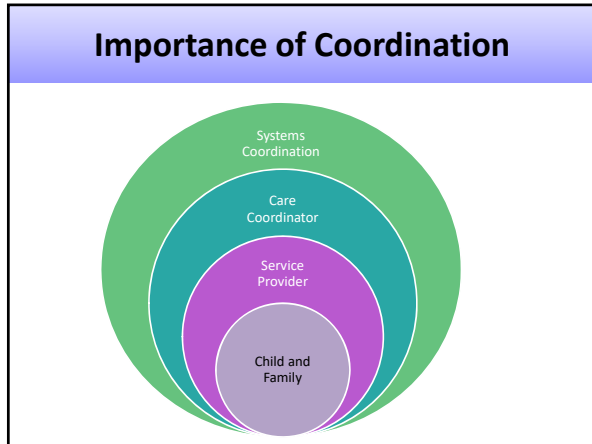 Importance of Coordination
Systems
Coordination
Care
Coordinator
Service
Provider
Child and
Family